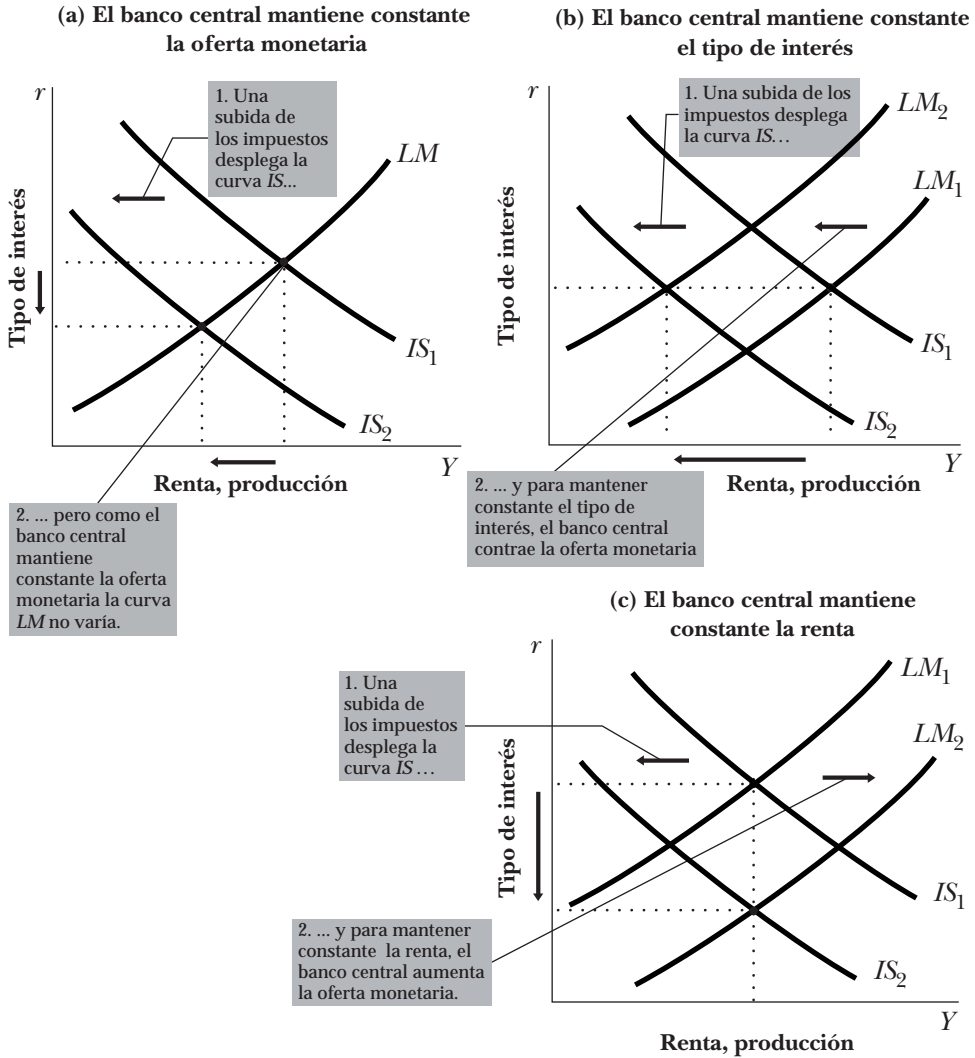 (a) El banco central mantiene constante
la oferta monetaria
r
1. Una
subida de
los impuestos
desplega la
curva IS...
LM
Tipo de interés
IS1
IS2
Y
Renta, producción
2. ... pero como el
banco central
mantiene
constante la oferta
monetaria la curva
LM no varía.
(b) El banco central mantiene constante
el tipo de interés
r
1. Una subida de los
impuestos desplega
la curva IS...
LM2
LM1
Tipo de interés
IS1
IS2
Y
Renta, producción
2. ... y para mantener
constante el tipo de
interés, el banco central
contrae la oferta monetaria
(c) El banco central mantiene
constante la renta
r
1. Una
subida de
los impuestos
desplega la
curva IS ...
LM1
LM2
Tipo de interés
IS1
IS2
2. ... y para mantener
constante la renta, el
banco central aumenta
la oferta monetaria.
Y
Renta, producción